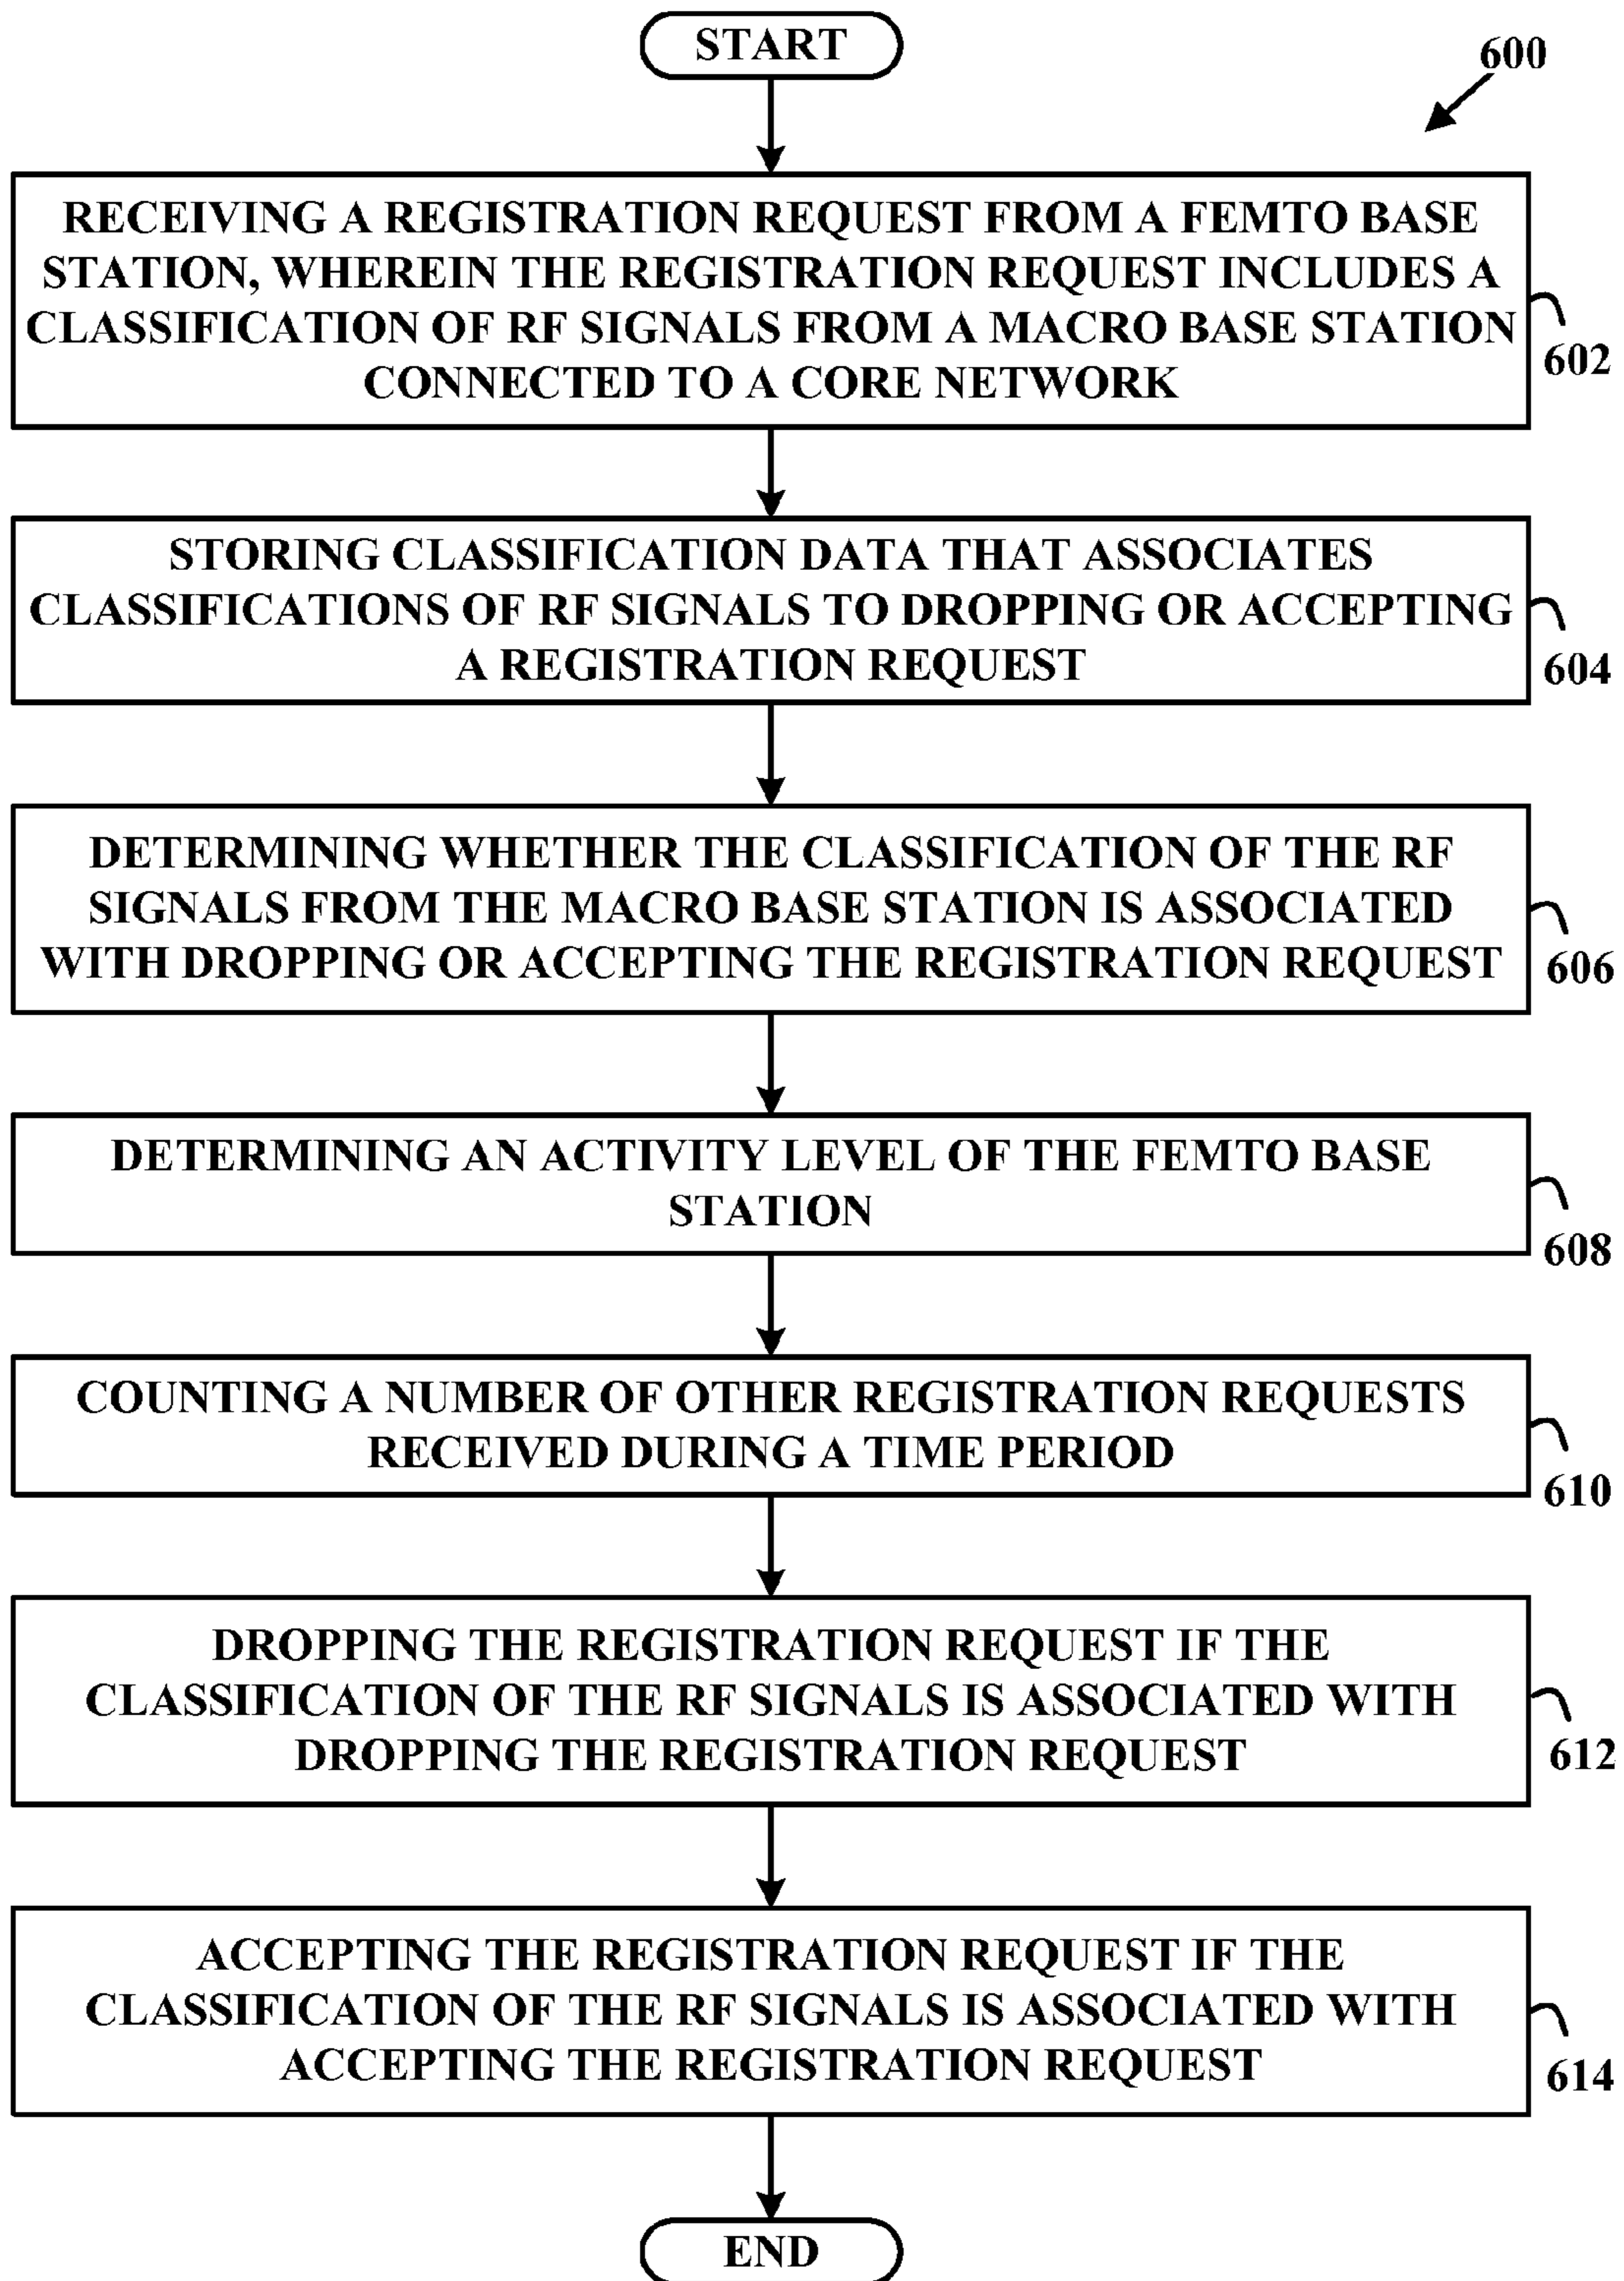 START
600
RECEIVING A REGISTRATION REQUEST FROM A FEMTO BASE
STATION, WHEREIN THE REGISTRATION REQUEST INCLUDES A
CLASSIFICATION OF RF SIGNALS FROM A MACRO BASE STATION
CONNECTED TO A CORE NETWORK
602
STORING CLASSIFICATION DATA THAT ASSOCIATES
CLASSIFICATIONS OF RF SIGNALS TO DROPPING OR ACCEPTING
A REGISTRATION REQUEST
604
DETERMINING WHETHER THE CLASSIFICATION OF THE RF
SIGNALS FROM THE MACRO BASE STATION IS ASSOCIATED
WITH DROPPING OR ACCEPTING THE REGISTRATION REQUEST
606
DETERMINING AN ACTIVITY LEVEL OF THE FEMTO BASE
STATION
608
COUNTING A NUMBER OF OTHER REGISTRATION REQUESTS
RECEIVED DURING A TIME PERIOD
610
DROPPING THE REGISTRATION REQUEST IF THE
CLASSIFICATION OF THE RF SIGNALS IS ASSOCIATED WITH
DROPPING THE REGISTRATION REQUEST
612
ACCEPTING THE REGISTRATION REQUEST IF THE
CLASSIFICATION OF THE RF SIGNALS IS ASSOCIATED WITH
ACCEPTING THE REGISTRATION REQUEST
614
END